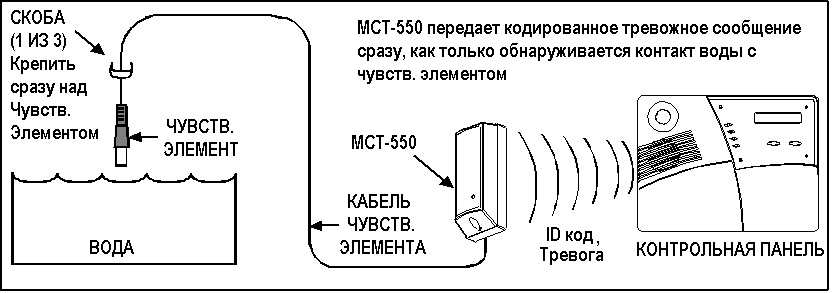 СКОБА
(1 ИЗ 3)
Крепить
сразу над
Чувств.
Элементом
ЧУВСТВ.
ЭЛЕМЕНТ
ВОДА
МСТ-550 передает кодированное тревожное сообщение
сразу, как только обнаруживается контакт воды с
чувств. элементом
МСТ-550
КАБЕЛЬ
ЧУВСТВ.
ЭЛЕМЕНТА
ID код,
Тревога
КОНТРОЛЬНАЯ ПАНЕЛЬ